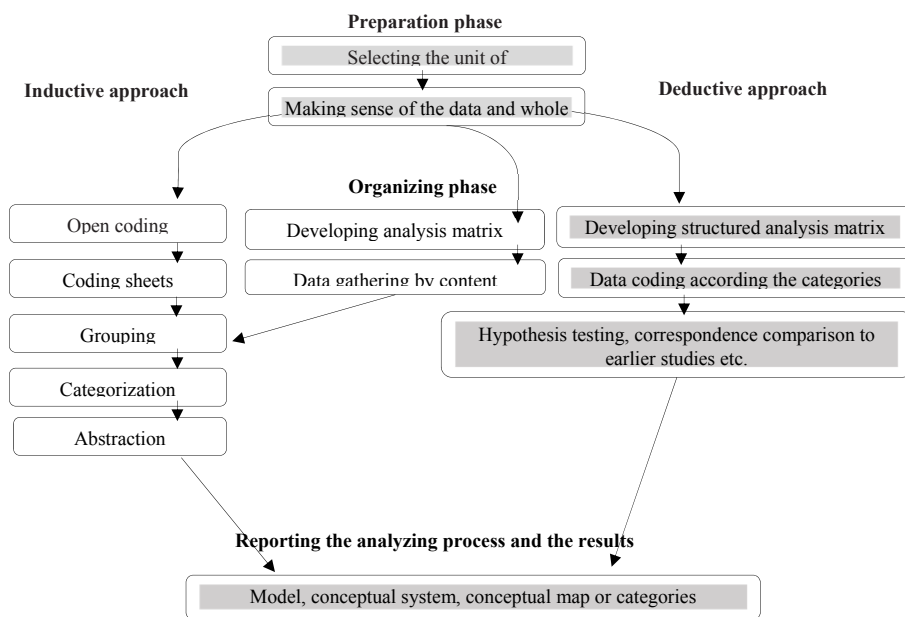 Preparation phase
Selecting the unit of
Inductive approach
Deductive approach
Making sense of the data and whole
Organizing phase
Open coding
Developing analysis matrix
Developing structured analysis matrix
Coding sheets
Data gathering by content
Data coding according the categories
Grouping
Hypothesis testing, correspondence comparison to
earlier studies etc.
Categorization
Abstraction
Reporting the analyzing process and the results
Model, conceptual system, conceptual map or categories